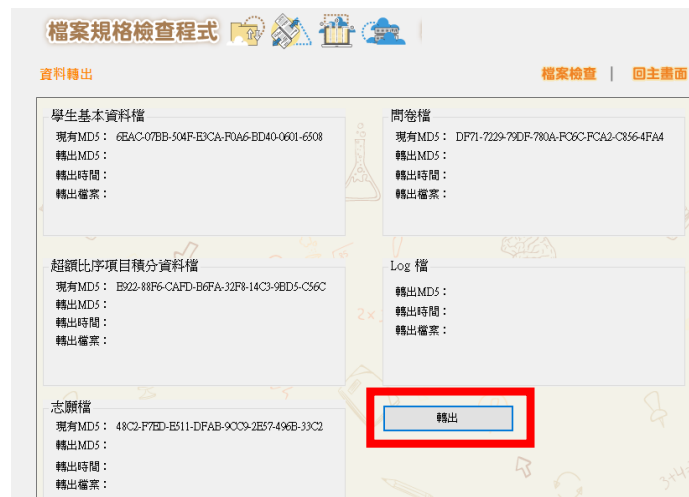 檔案規格檢查程式
資料轉出
檔案檢查 | 回主畫面
學生基本資料檔
現有MD5： 6EAC-07BB-504F-E3CA-F0A6-BD40-0601-6508
轉出MD5：
轉出時間：
轉出檔案：
問卷檔
現有MD5： DF71-7229-79DF-780A-FC6C-FCA2-C856-4FA4
轉出MD5：
轉出時間：
轉出檔案：
超額比序項目積分資料檔
現有MD5： B922-88F6-CAFD-B6FA-32F8-14C3-9BD5-C56C
轉出MD5：
轉出時間：
轉出檔案：
Log 檔
轉出MD5：
轉出時間：
轉出檔案：
志願檔
現有MD5： 48C2-F7ED-E511-DFAB-9CC9-2E57-496B-33C2
轉出MD5：
轉出時間：
轉出檔案：
轉出